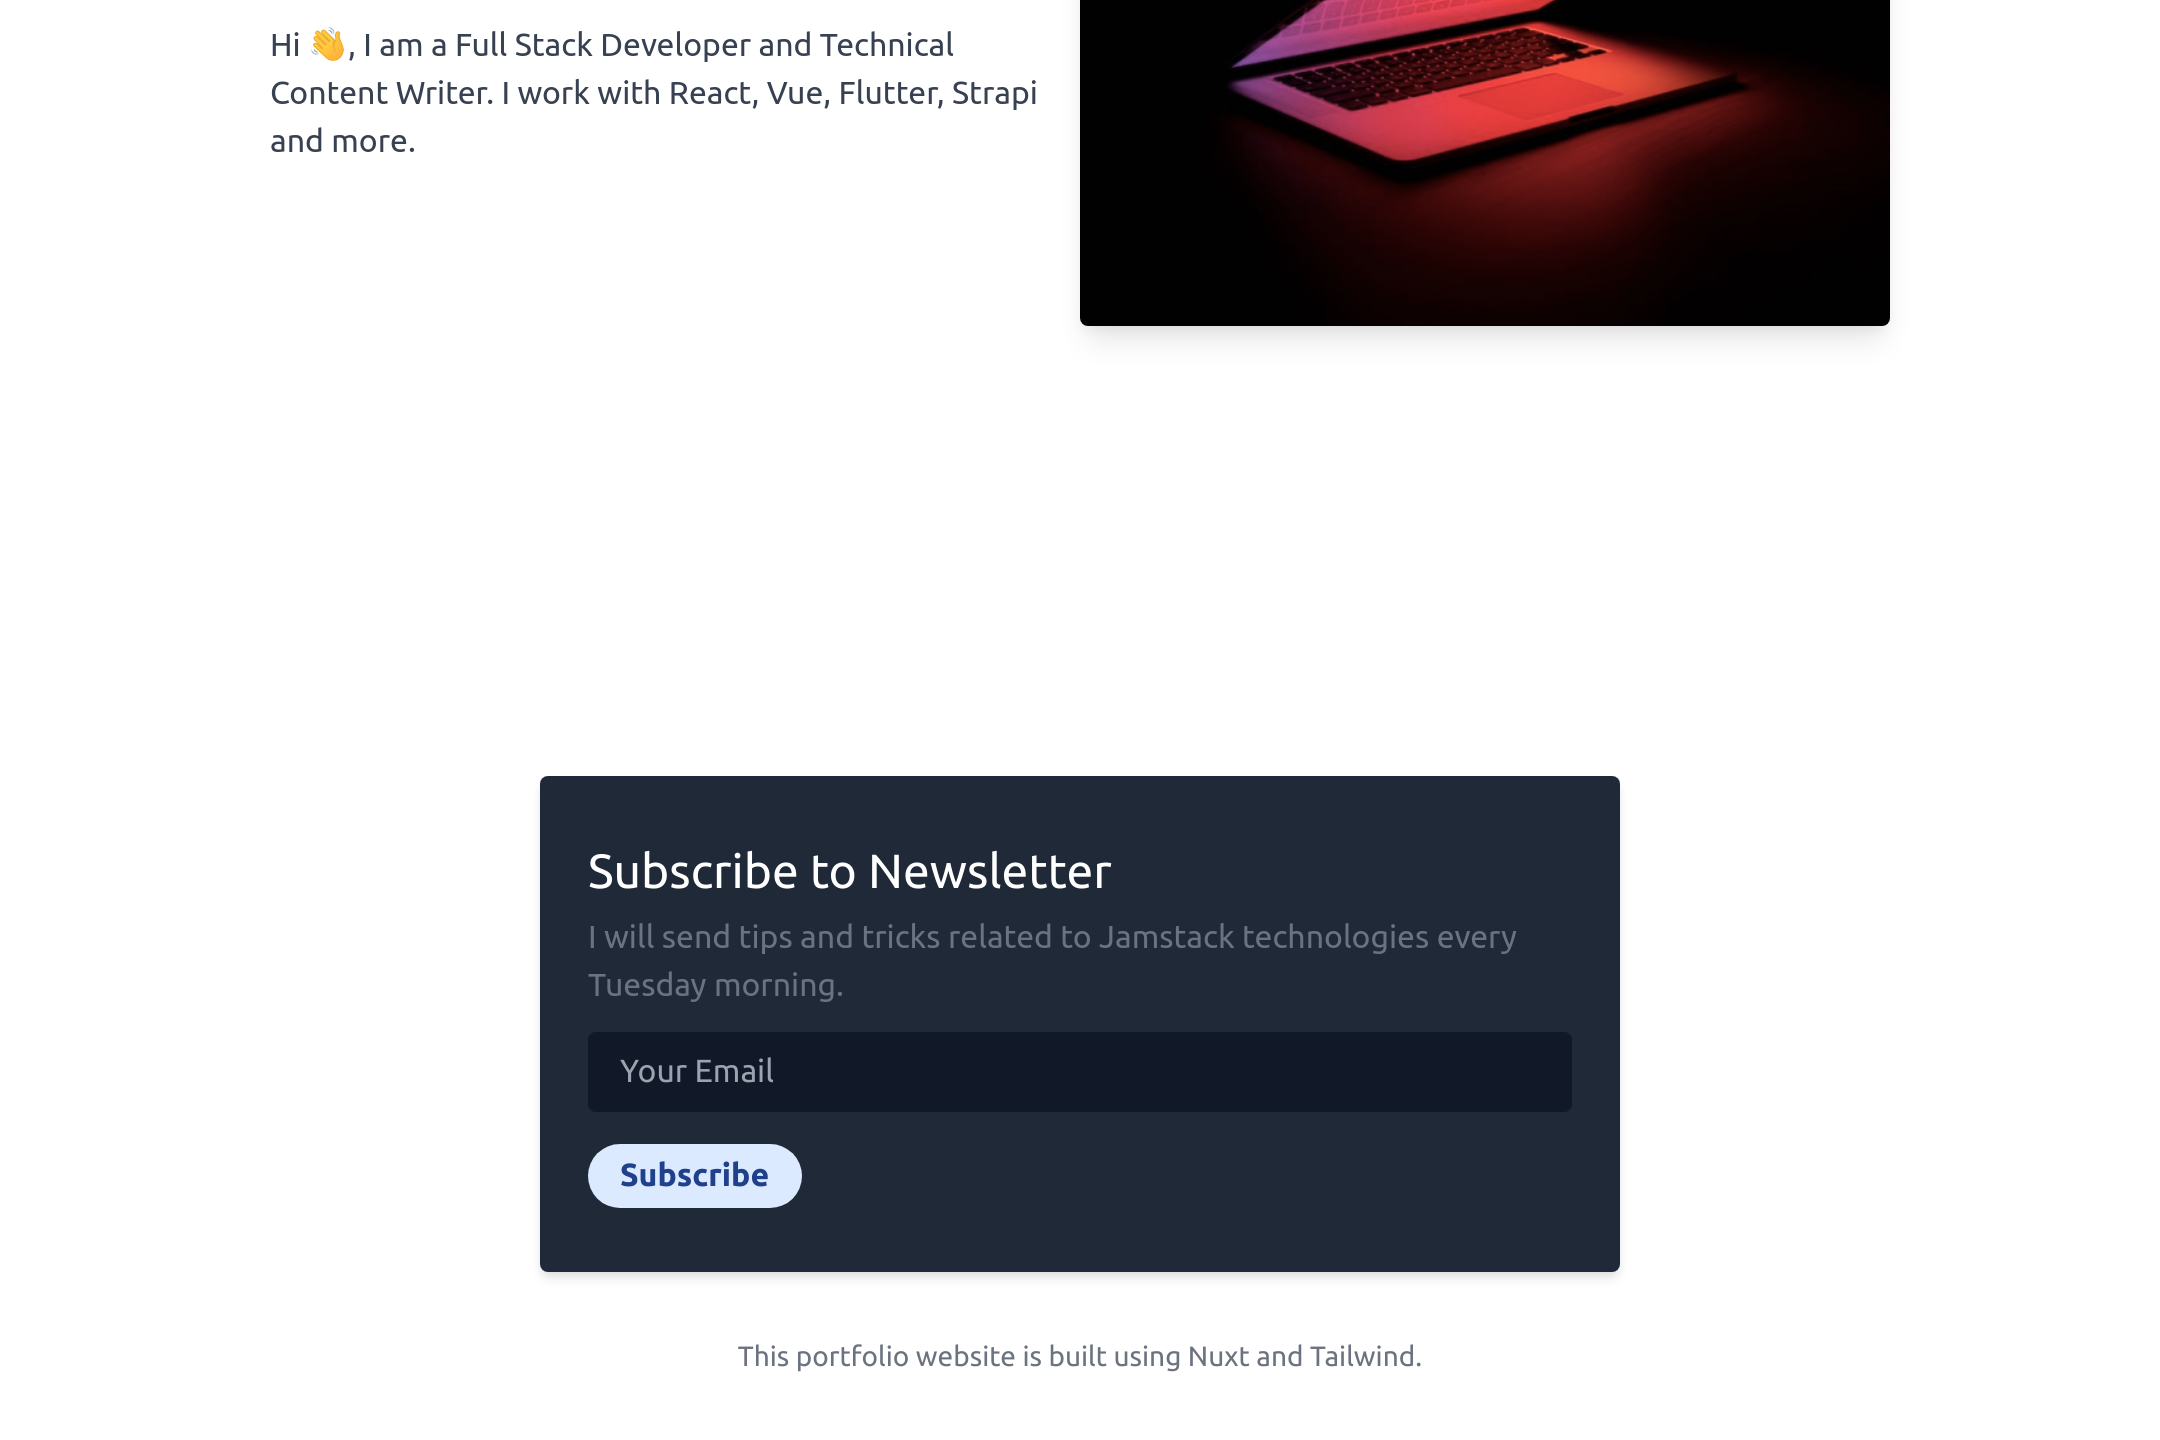 Hi 👋, I am a Full Stack Developer and Technical
Content Writer. I work with React, Vue, Flutter, Strapi
and more.
Subscribe to Newsletter
I will send tips and tricks related to Jamstack technologies every
Tuesday morning.
Your Email
Subscribe
This portfolio website is built using Nuxt and Tailwind.